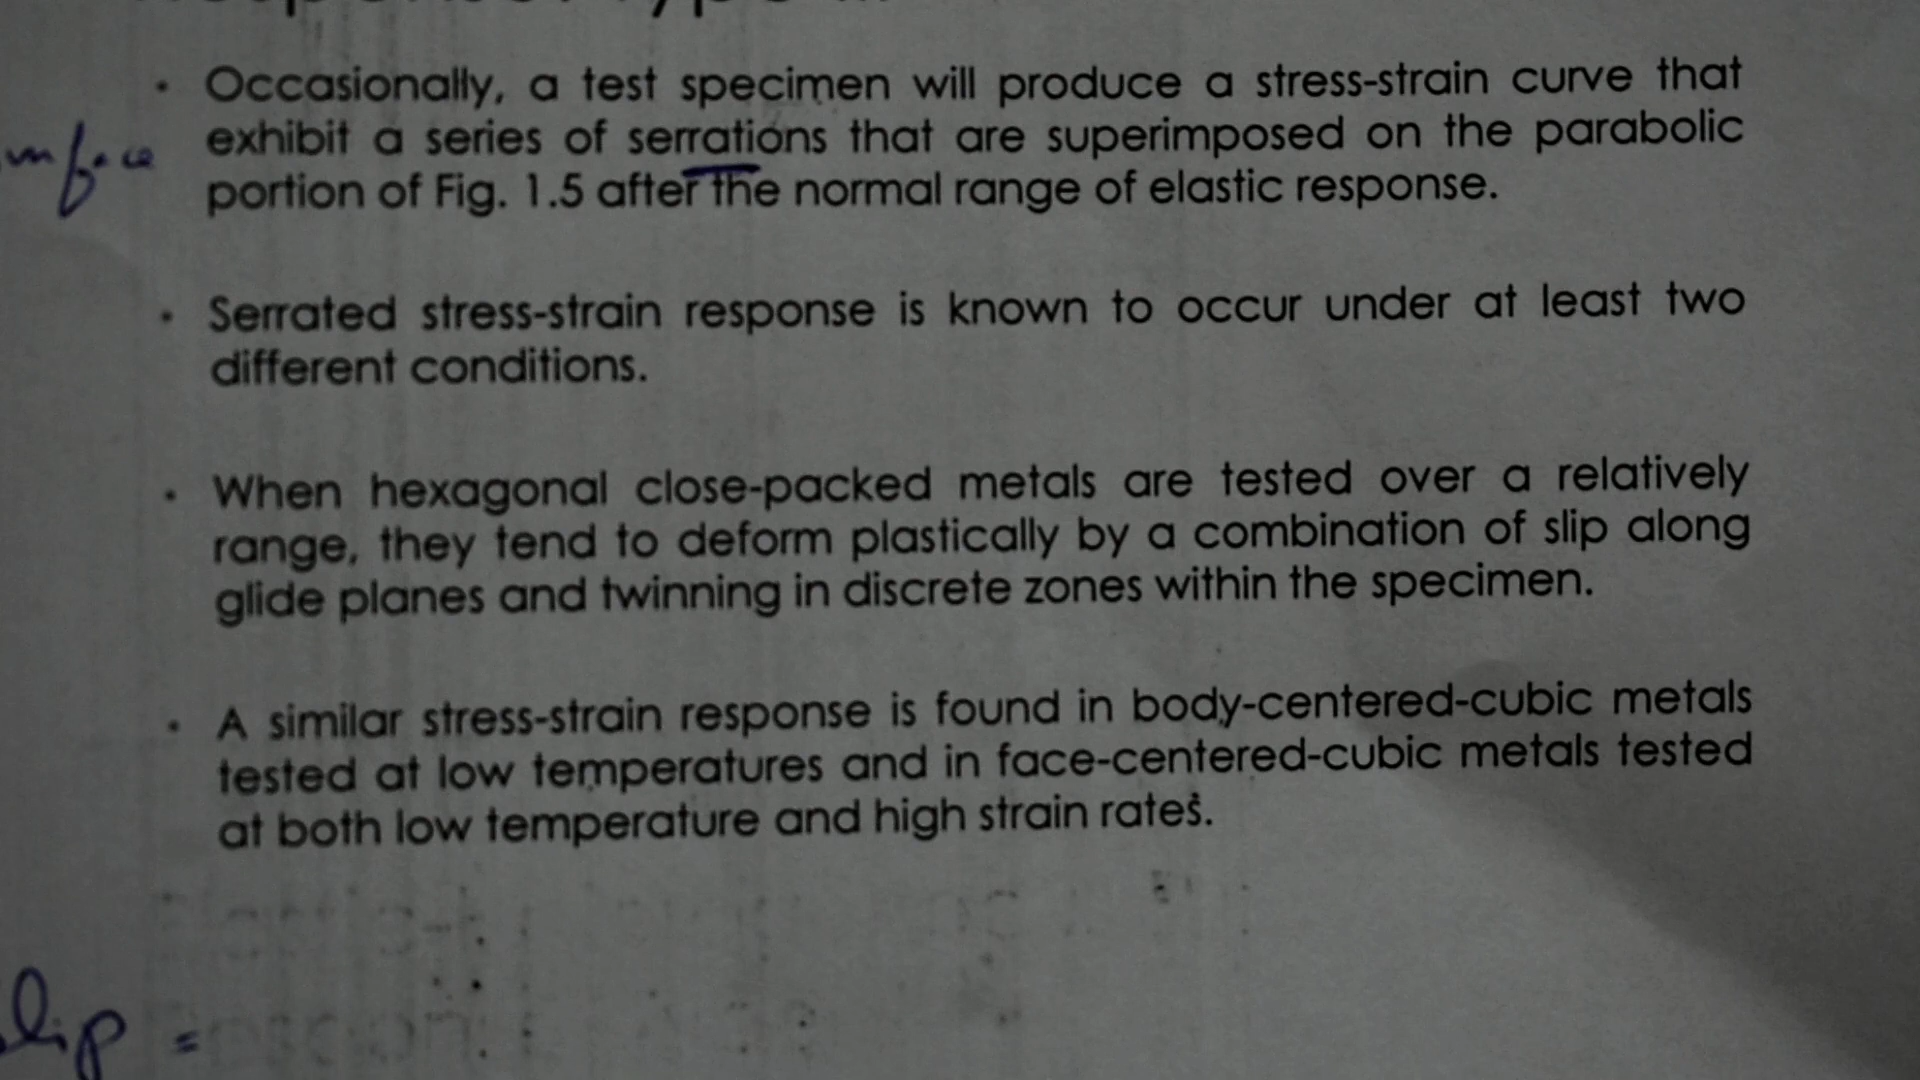 • Occasionally, a test specimen will produce a stress-strain curve that
exhibit a series of serrations that are superimposed on the parabolic
portion of Fig. 1.5 after the normal range of elastic response.
• Serrated stress-strain response is known to occur under at least two
different conditions.
• When hexagonal close-packed metals are tested over a relatively
range, they tend to deform plastically by a combination of slip along
glide planes and twinning in discrete zones within the specimen.
• A similar stress-strain response is found in body-centered-cubic metals
tested at low temperatures and in face-centered-cubic metals tested
at both low temperature and high strain rates.
lip =